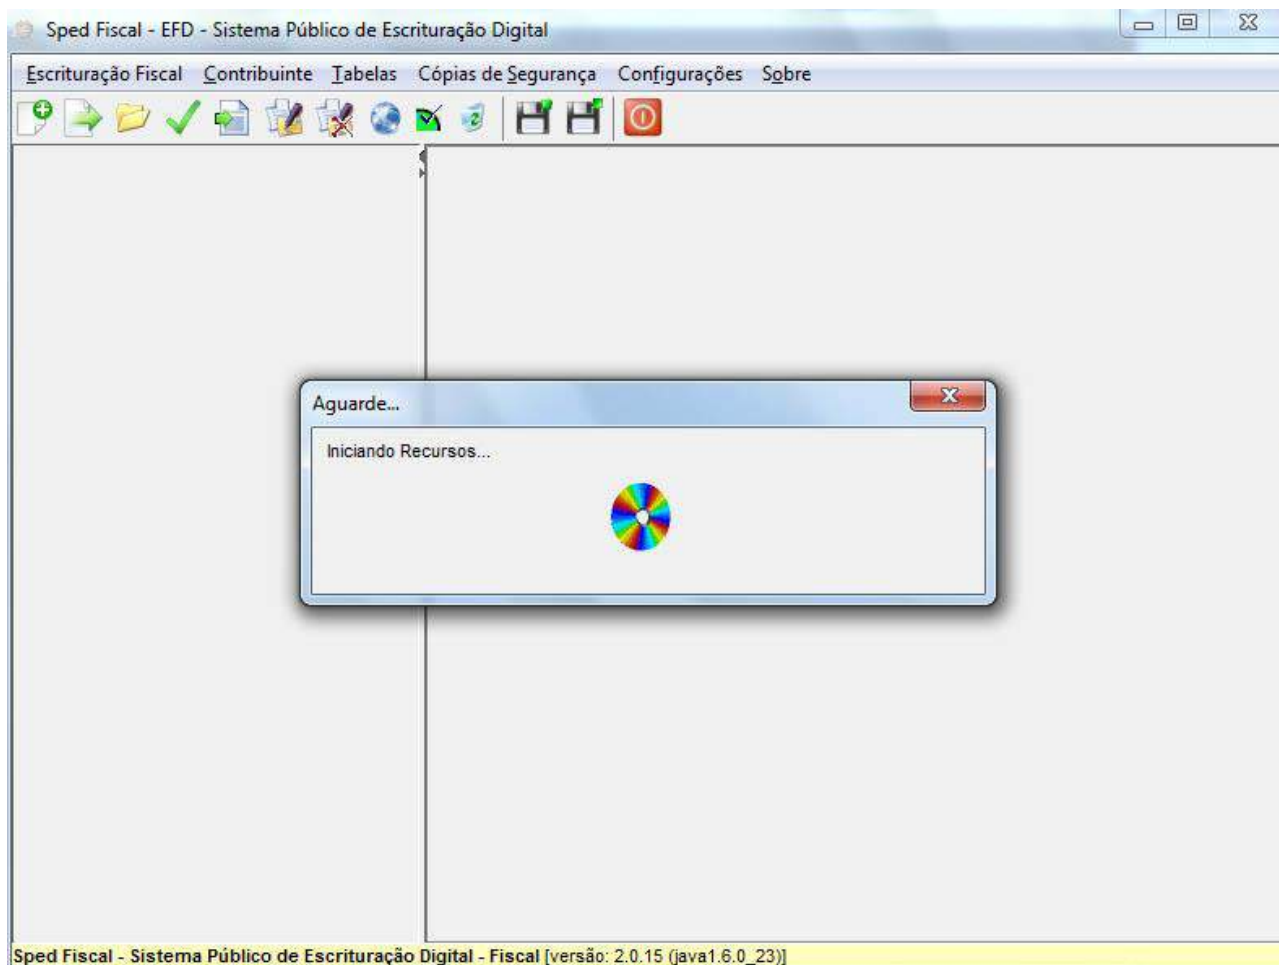 Sped Fiscal - EFD - Sistema Público de Escrituração Digital
Escrituração Fiscal Contribuinte Tabelas Cópias de Segurança Configurações Sobre
Aguarde...
Iniciando Recursos...
Sped Fiscal - Sistema Público de Escrituração Digital - Fiscal [versão: 2.0.15 (java1.6.0_23)]